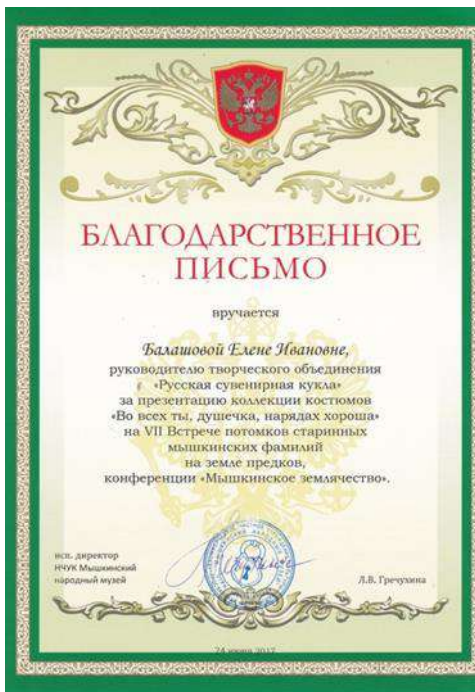 БЛАГОДАРСТВЕННОЕ
ПИСЬМО
вручается
Балашовой Елене Ивановне,
руководителю творческого объединения
«Русская сувенирная кукла»
за презентацию коллекции костюмов
«Во всех ты, душечка, нарядах хороша»
на VII Встрече потомков старинных
мышкинских фамилий
на земле предков,
конференции «Мышкинское землячество».
исп. директор
НЧУК Мышкинский
народный музей
Л.В. Гречухина
24 июня 2017